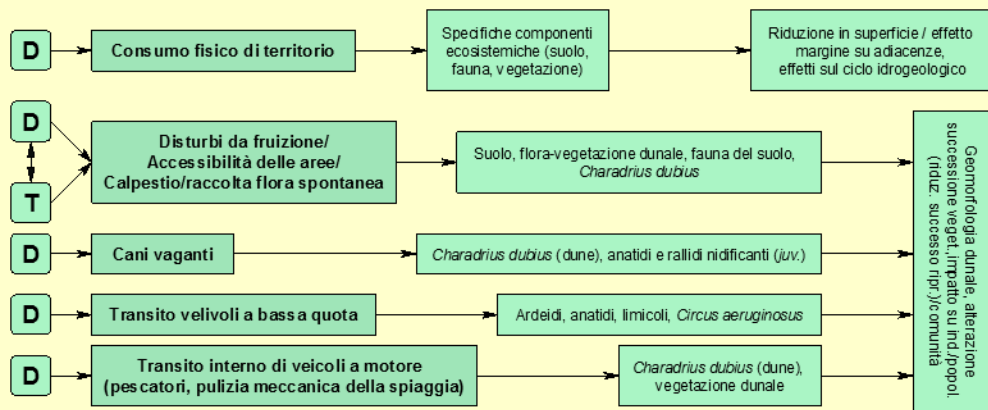 D
Consumo fisico di territorio
Specifiche componenti
ecosistemiche (suolo,
fauna, vegetazione)
Riduzione in superficie / effetto
margine su adiacenze,
effetti sul ciclo idrogeologico
D
T
Disturbi da fruizione/
Accessibilità delle aree/
Calpestio/raccolta flora spontanea
Suolo, flora-vegetazione dunale, fauna del suolo,
Charadrius dubius
D
Cani vaganti
Charadrius dubius (dune), anatidi e rallidi nidificanti (juv.)
D
Transito velivoli a bassa quota
Ardeidi, anatidi, limicoli, Circus aeruginosus
D
Transito interno di veicoli a motore
(pescatori, pulizia meccanica della spiaggia)
Charadrius dubius (dune),
vegetazione dunale
Geomorfologia dunale, alterazione
successione veget.,impatto su ind./popol.
(riduz. successo ripr.)/comunità